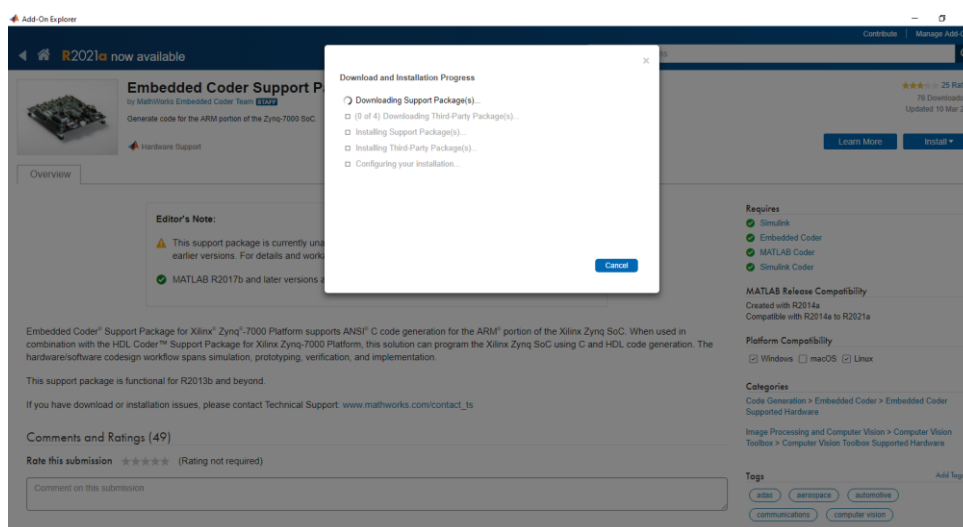 Add-On Explorer
Contribute
Manage Add-O
R2021a now available
Embedded Coder Support P
by MathWorks Embedded Coder Team STAFF
Generate code for the ARM portion of the Zynq-7000 SoC.
Hardware Support
25 Rat
76 Downloads
Updated 10 Mar 2
Learn More
Install
Overview
Download and Installation Progress
Downloading Support Package(s)...
(0 of 4) Downloading Third-Party Package(s)...
Installing Support Package(s)...
Installing Third-Party Package(s)...
Configuring your installation...
Cancel
Editor's Note:
This support package is currently una
earlier versions. For details and work
MATLAB R2017b and later versions a
Embedded Coder® Support Package for Xilinx® Zynq®-7000 Platform supports ANSI® C code generation for the ARM® portion of the Xilinx Zynq SoC. When used in
combination with the HDL Coder™ Support Package for Xilinx Zynq-7000 Platform, this solution can program the Xilinx Zynq SoC using C and HDL code generation. The
hardware/software codesign workflow spans simulation, prototyping, verification, and implementation.
This support package is functional for R2013b and beyond.
If you have download or installation issues, please contact Technical Support: www.mathworks.com/contact_ts
Comments and Ratings (49)
Rate this submission (Rating not required)
Comment on this submission
Requires
Simulink
Embedded Coder
MATLAB Coder
Simulink Coder
MATLAB Release Compatibility
Created with R2014a
Compatible with R2014a to R2021a
Platform Compatibility
Windows macOS Linux
Categories
Code Generation > Embedded Coder > Embedded Coder
Supported Hardware
Image Processing and Computer Vision > Computer Vision
Toolbox > Computer Vision Toolbox Supported Hardware
Tags
Add Tags
adas aerospace automotive
communications computer vision